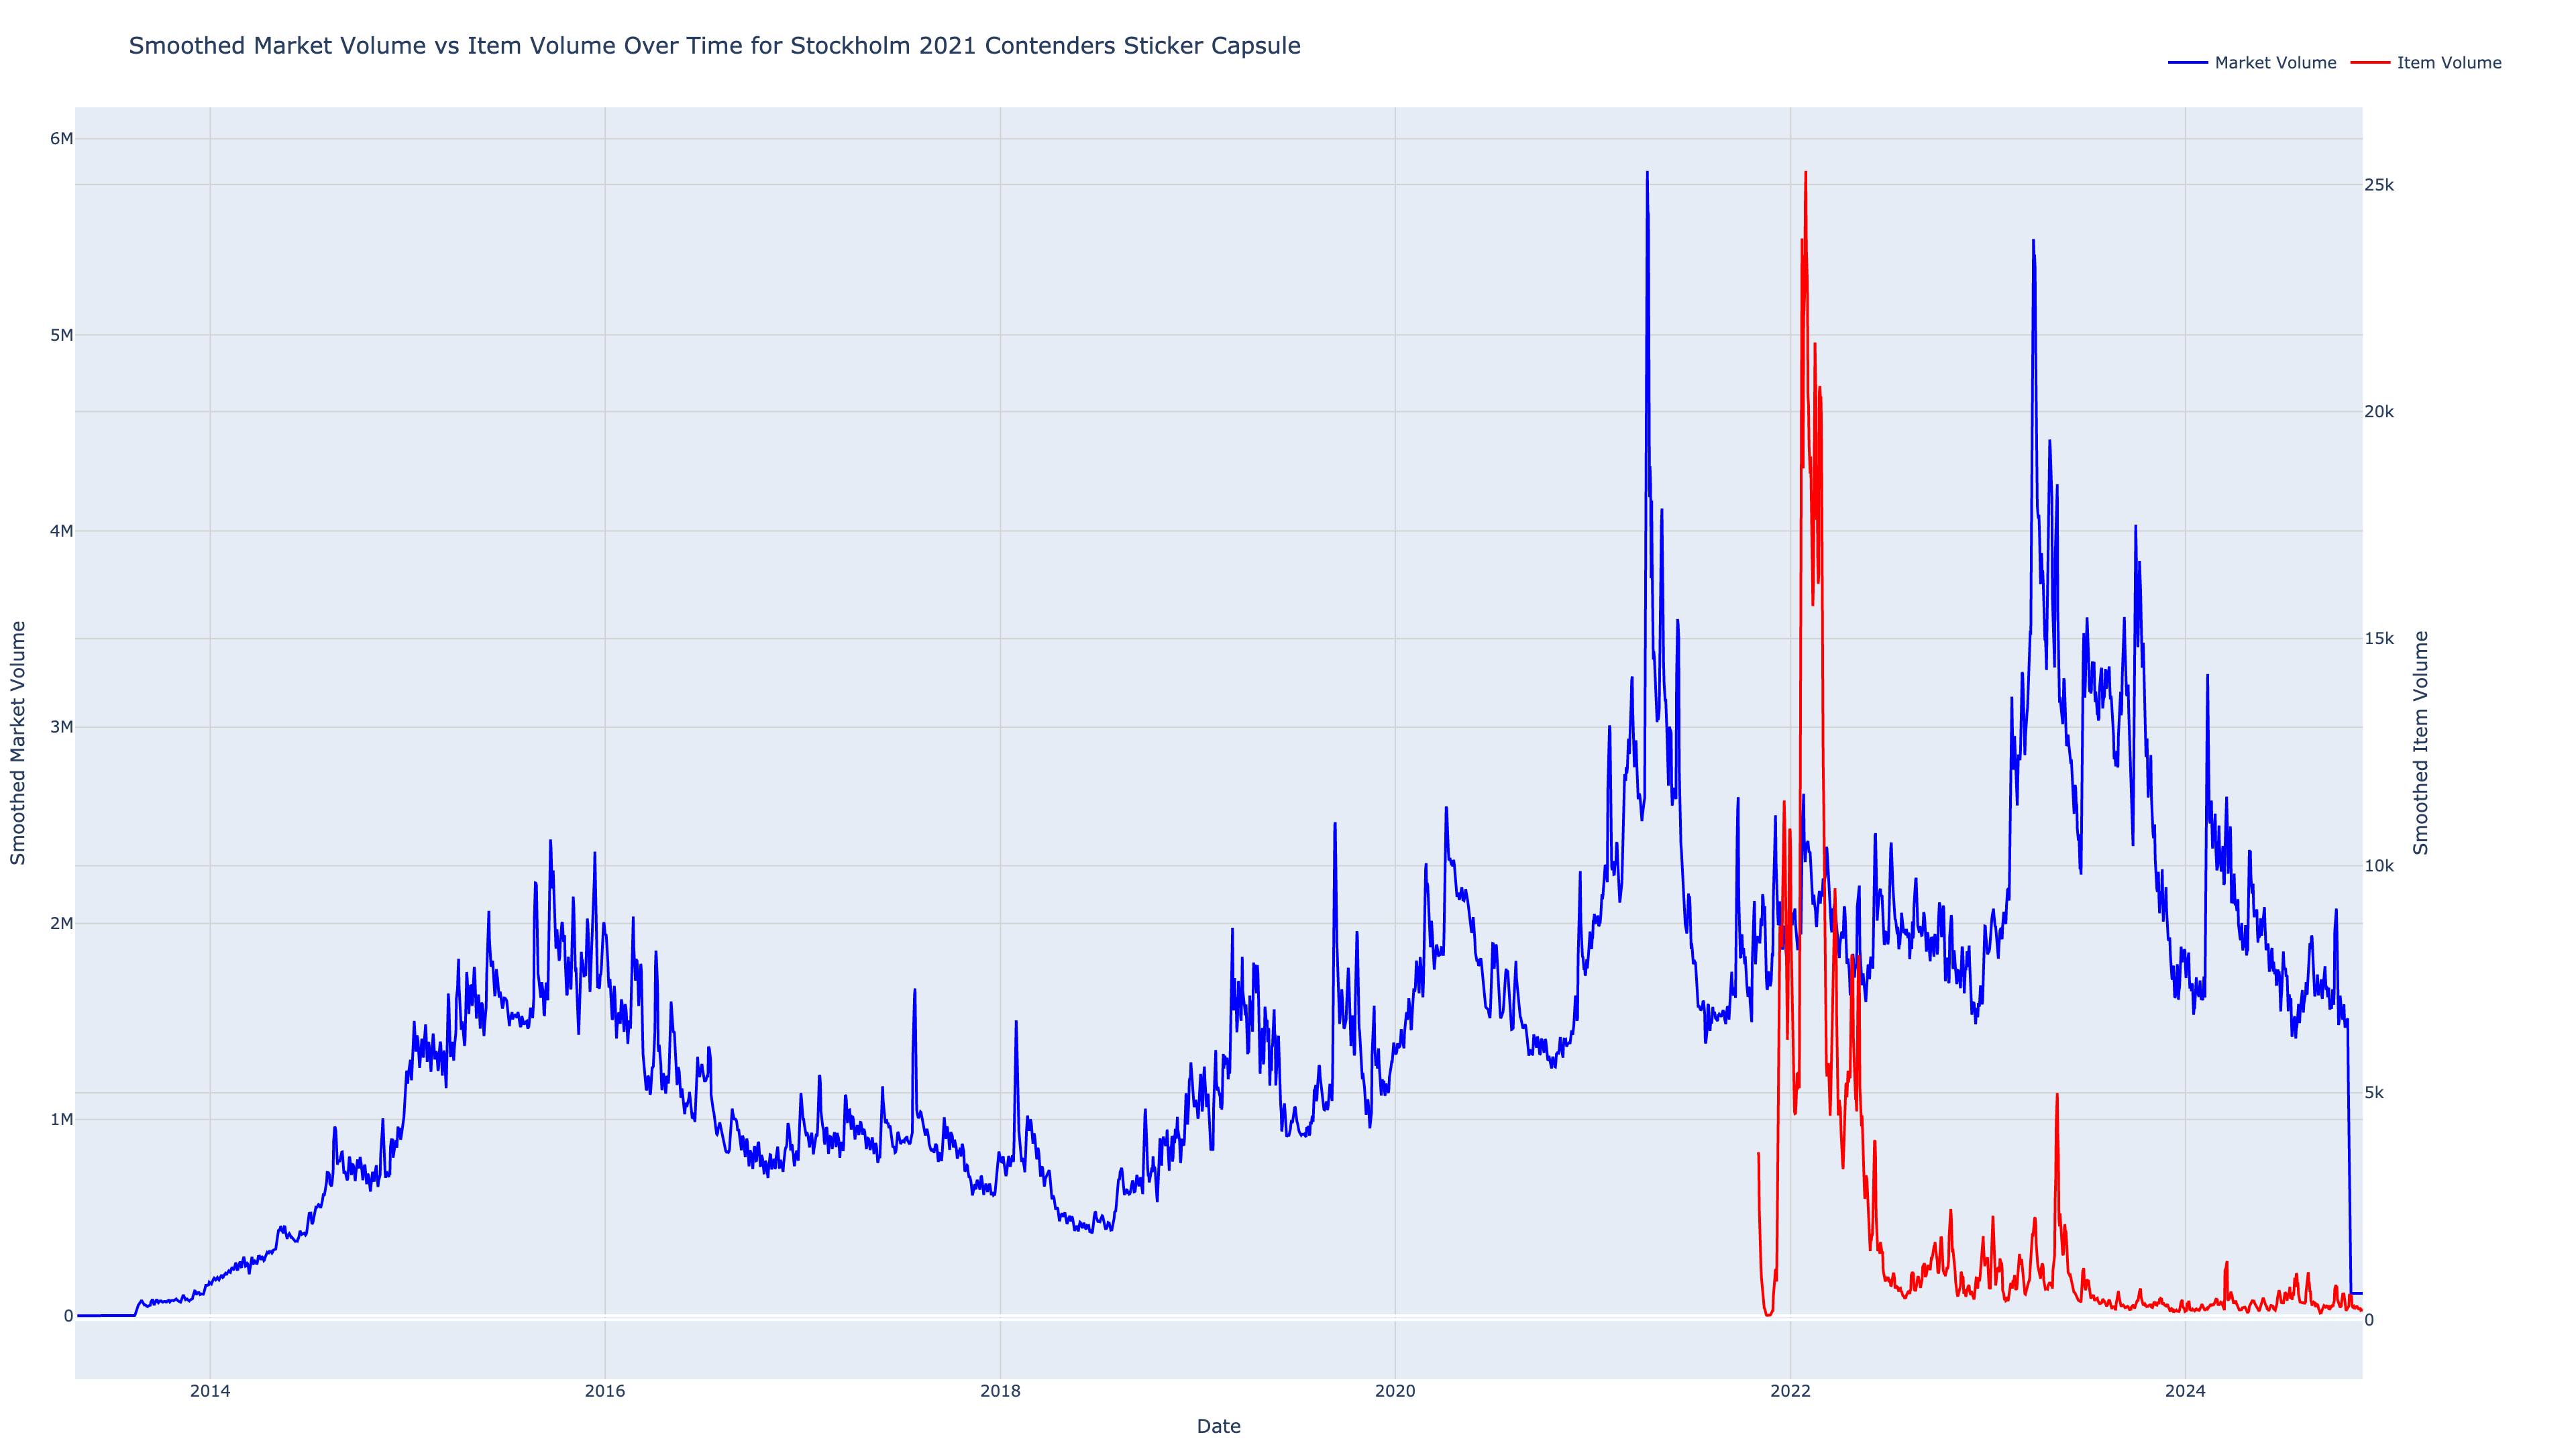 Smoothed Market Volume vs Item Volume Over Time for Stockholm 2021 Contenders Sticker Capsule
Market Volume
Item Volume
6M
5M
4M
3M
2M
1M
0
Smoothed Market Volume
25k
20k
15k
10k
5k
0
Smoothed Item Volume
2014
2016
2018
2020
2022
2024
Date